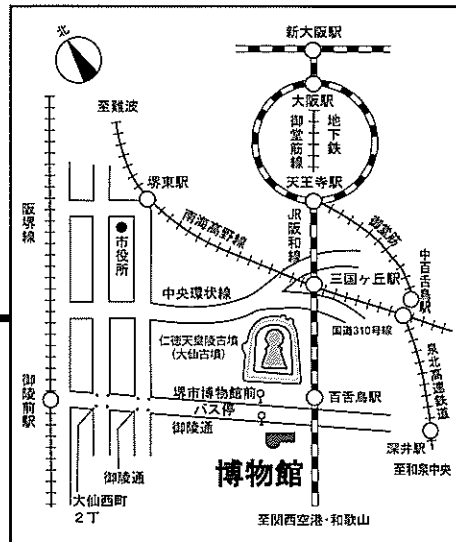 北
新大阪駅
大阪駅
地下鉄
御堂筋線
天王寺駅
至難波
堺東駅
阪堺線
市役所
南海高野線
JR阪和線
御堂筋
中百舌鳥駅
中央環状線
三国ヶ丘駅
国道310号線
仁徳天皇陵古墳
(大仙古墳)
泉北高速鉄道
御陵前駅
堺市博物館前
バス停
百舌鳥駅
御陵通
深井駅
御陵通
博物館
至和泉中央
大仙西町
2丁
至関西空港・和歌山